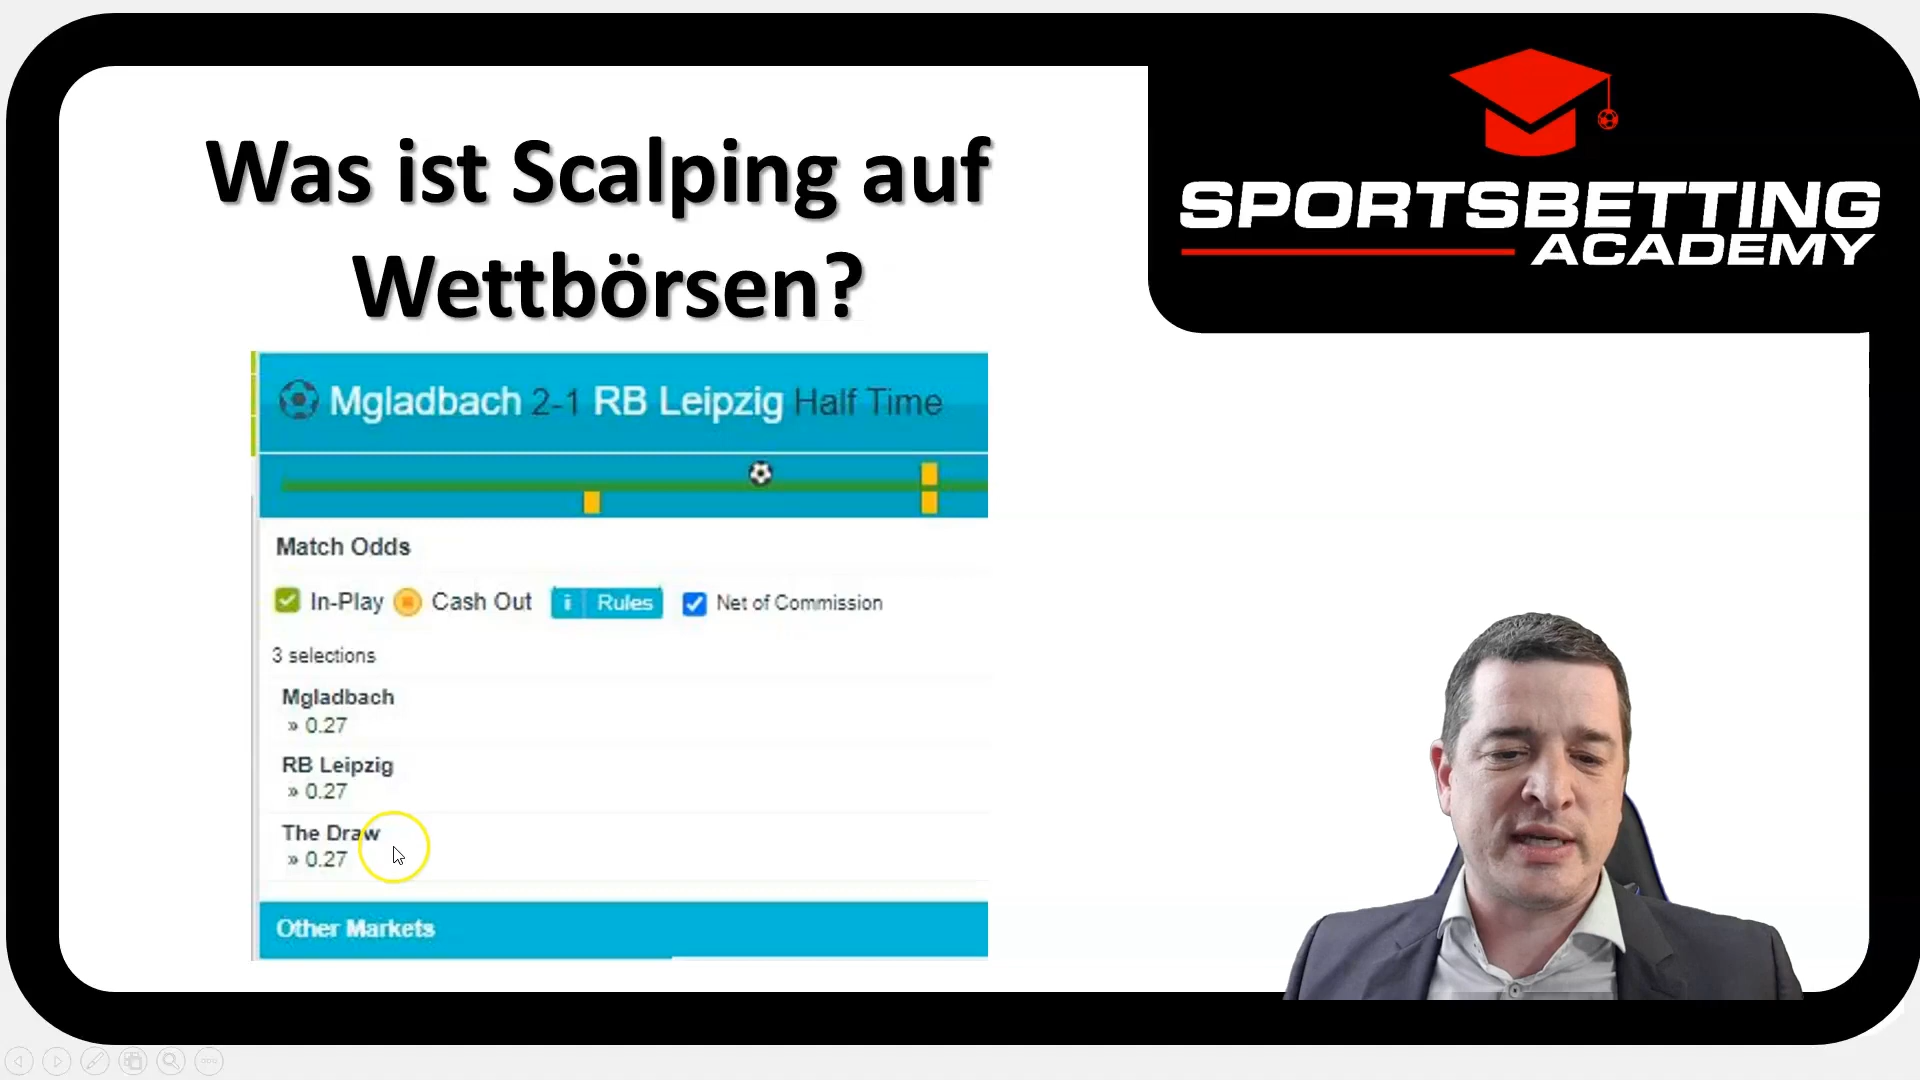 Was ist Scalping auf
Wettbörsen?
SPORTSBETTING
ACADEMY
Mgladbach 2-1 RB Leipzig Half Time
Match Odds
In-Play Cash Out i Rules Net of Commission
3 selections
Mgladbach
» 0.27
RB Leipzig
» 0.27
The Draw
» 0.27
Other Markets